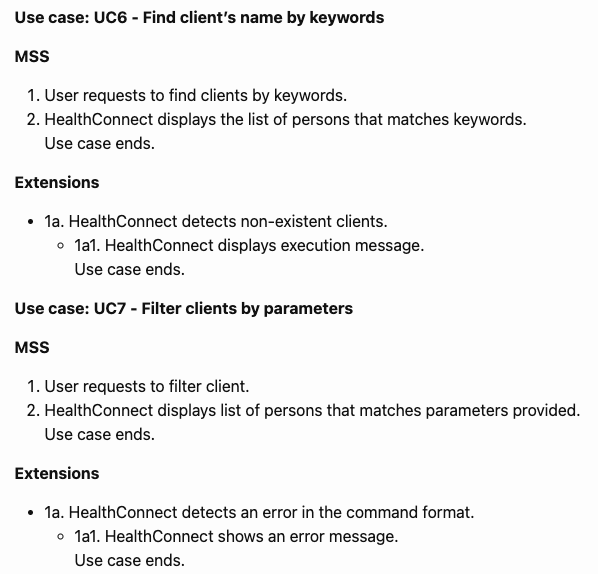 Use case: UC6 - Find client’s name by keywords
MSS
1. User requests to find clients by keywords.
2. HealthConnect displays the list of persons that matches keywords.
Use case ends.
Extensions
• 1a. HealthConnect detects non-existent clients.
◦ 1a1. HealthConnect displays execution message.
Use case ends.
Use case: UC7 - Filter clients by parameters
MSS
1. User requests to filter client.
2. HealthConnect displays list of persons that matches parameters provided.
Use case ends.
Extensions
• 1a. HealthConnect detects an error in the command format.
◦ 1a1. HealthConnect shows an error message.
Use case ends.